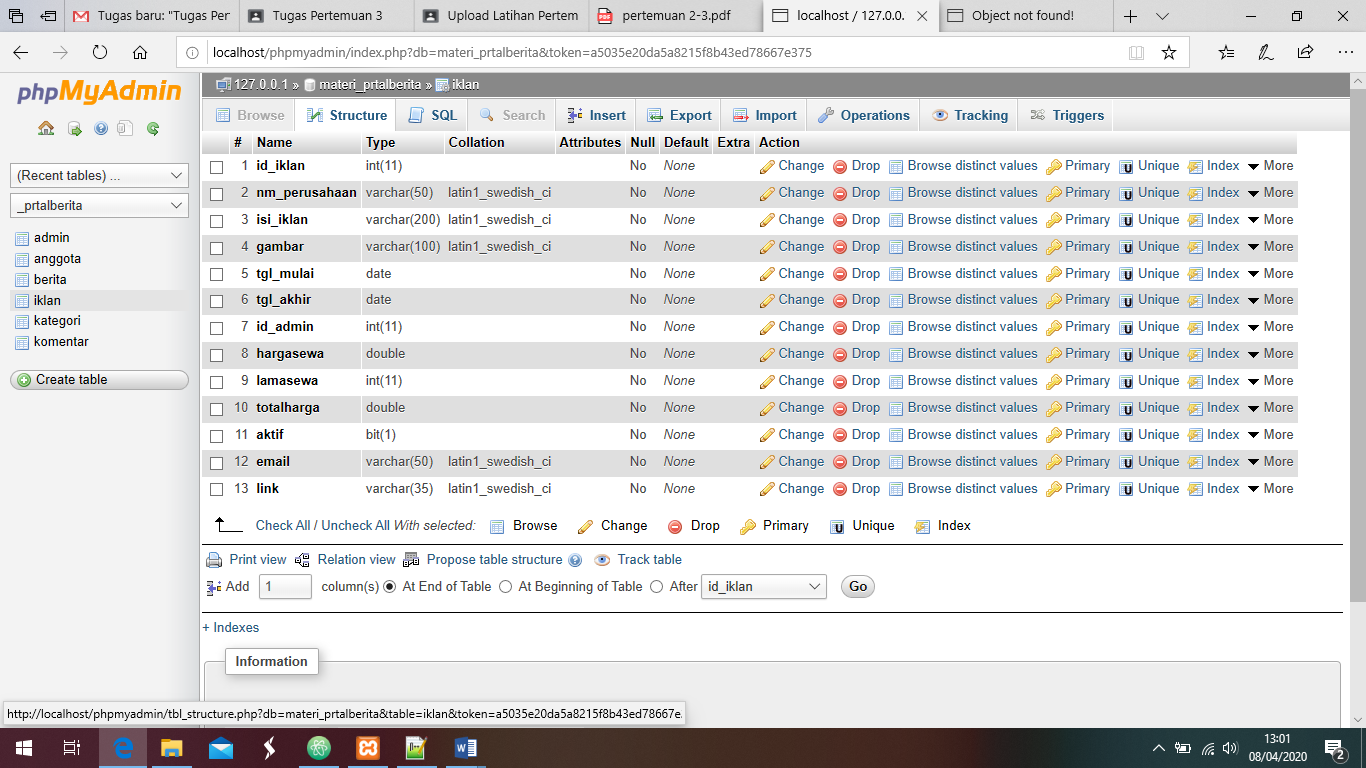 Tugas baru: "Tugas Per
Tugas Pertemuan 3
Upload Latihan Pertem
pertemuan 2-3.pdf
localhost / 127.0.0.
Object not found!
localhost/phpmyadmin/index.php?db=materi_prtalberita&token=a5035e20da5a8215f8b43ed78667e375
phpMyAdmin
(Recent tables) ...
_prtalberita
admin
anggota
berita
iklan
kategori
komentar
Create table
127.0.0.1 » materi_prtalberita » iklan
Browse Structure SQL Search Insert Export Import Operations Tracking Triggers
# Name Type Collation Attributes Null Default Extra Action
1 id_iklan int(11) No None Change Drop Browse distinct values Primary Unique Index More
2 nm_perusahaan varchar(50) latin1_swedish_ci No None Change Drop Browse distinct values Primary Unique Index More
3 isi_iklan varchar(200) latin1_swedish_ci No None Change Drop Browse distinct values Primary Unique Index More
4 gambar varchar(100) latin1_swedish_ci No None Change Drop Browse distinct values Primary Unique Index More
5 tgl_mulai date No None Change Drop Browse distinct values Primary Unique Index More
6 tgl_akhir date No None Change Drop Browse distinct values Primary Unique Index More
7 id_admin int(11) No None Change Drop Browse distinct values Primary Unique Index More
8 hargasewa double No None Change Drop Browse distinct values Primary Unique Index More
9 lamasewa int(11) No None Change Drop Browse distinct values Primary Unique Index More
10 totalharga double No None Change Drop Browse distinct values Primary Unique Index More
11 aktif bit(1) No None Change Drop Browse distinct values Primary Unique Index More
12 email varchar(50) latin1_swedish_ci No None Change Drop Browse distinct values Primary Unique Index More
13 link varchar(35) latin1_swedish_ci No None Change Drop Browse distinct values Primary Unique Index More
Check All / Uncheck All With selected: Browse Change Drop Primary Unique Index
Print view Relation view Propose table structure Track table
Add 1 column(s) At End of Table At Beginning of Table After id_iklan Go
+ Indexes
Information
http://localhost/phpmyadmin/tbl_structure.php?db=materi_prtalberita&table=iklan&token=a5035e20da5a8215f8b43ed78667e.
13:01
08/04/2020
2